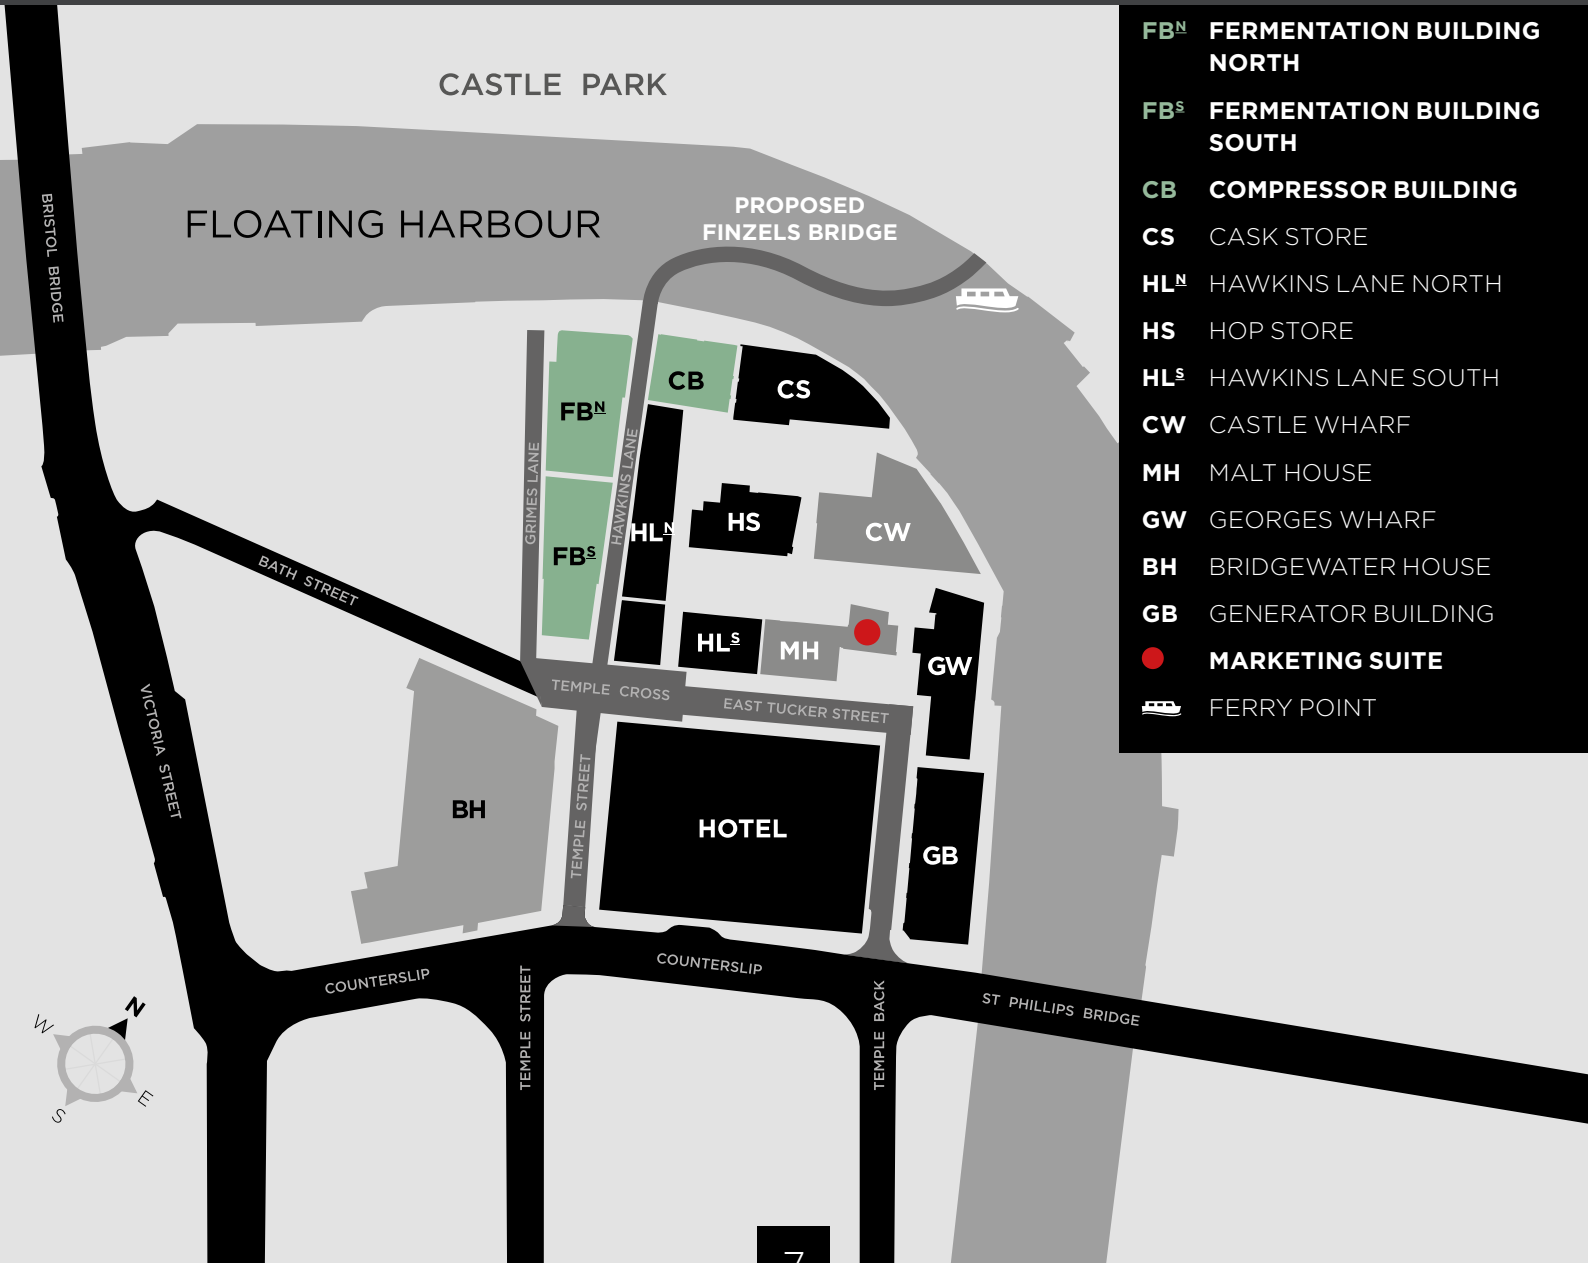 CASTLE PARK
FLOATING HARBOUR
PROPOSED
FINZELS BRIDGE
BRISTOL BRIDGE
CB
CS
FBN
GRIMES LANE
HAWKINS LANE
HLN
HS
CW
FBS
BATH STREET
HLS
MH
GW
TEMPLE CROSS
EAST TUCKER STREET
VICTORIA STREET
BH
TEMPLE STREET
HOTEL
GB
COUNTERSLIP
COUNTERSLIP
TEMPLE STREET
TEMPLE BACK
ST PHILLIPS BRIDGE
N
W
E
S
7
FBN FERMENTATION BUILDING
NORTH
FBS FERMENTATION BUILDING
SOUTH
CB COMPRESSOR BUILDING
CS CASK STORE
HLN HAWKINS LANE NORTH
HS HOP STORE
HLS HAWKINS LANE SOUTH
CW CASTLE WHARF
MH MALT HOUSE
GW GEORGES WHARF
BH BRIDGEWATER HOUSE
GB GENERATOR BUILDING
MARKETING SUITE
FERRY POINT